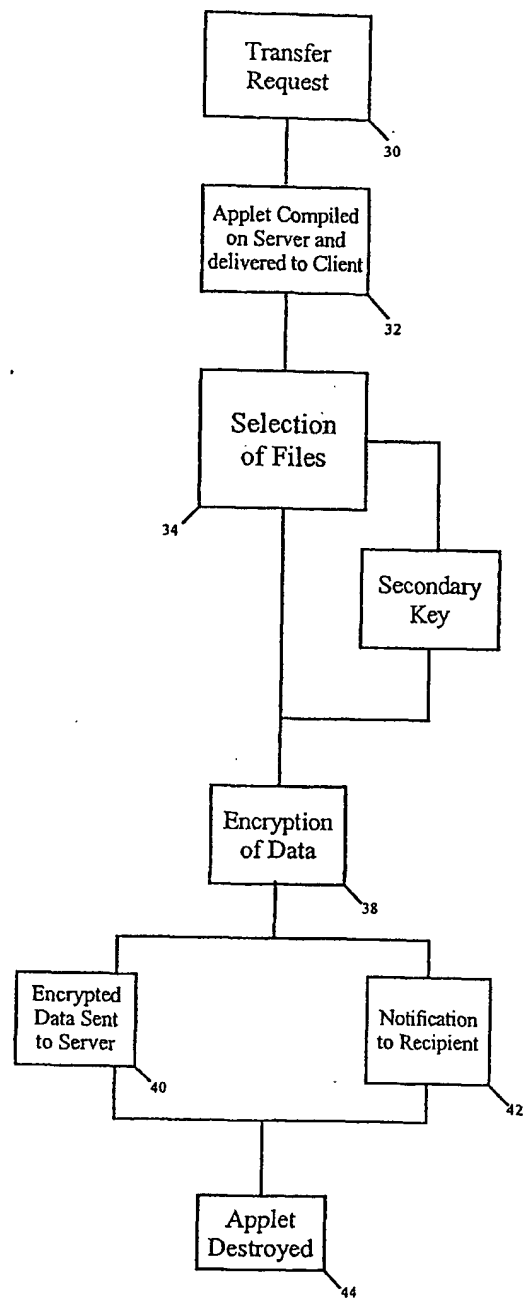 Transfer
Request
30
Applet Compiled
on Server and
delivered to Client
32
Selection
of Files
34
Secondary
Key
Encryption
of Data
38
Encrypted
Data Sent
to Server
40
Notification
to Recipient
42
Applet
Destroyed
44